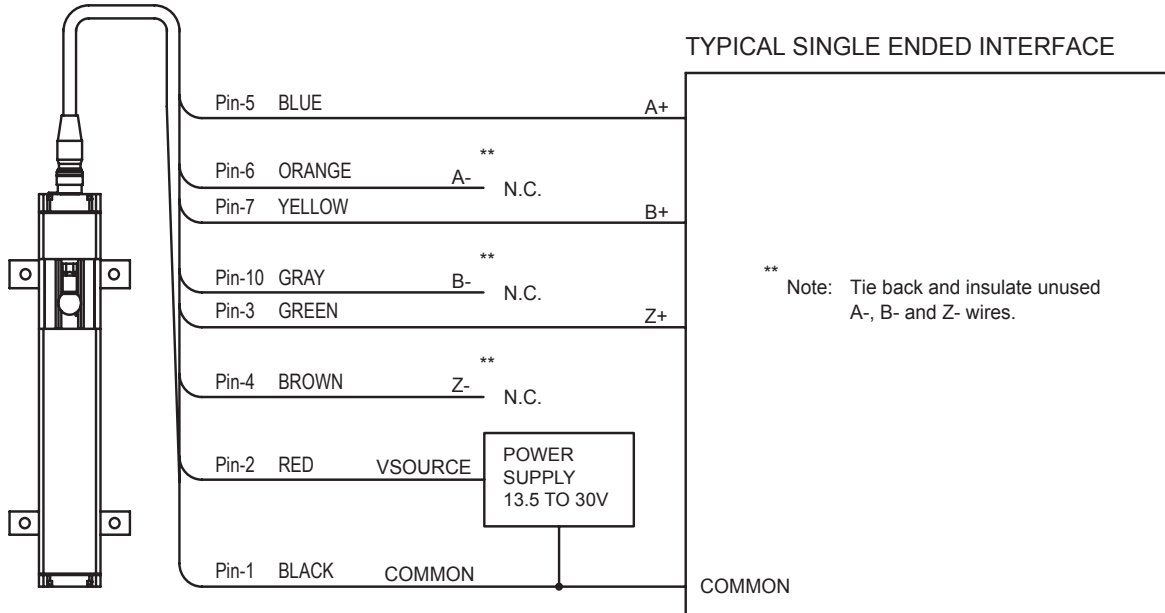 TYPICAL SINGLE ENDED INTERFACE
Pin-5 BLUE A+
**
Pin-6 ORANGE A- N.C.
Pin-7 YELLOW B+
**
Pin-10 GRAY B- N.C.
Pin-3 GREEN Z+
**
Pin-4 BROWN Z- N.C.
** Note: Tie back and insulate unused
A-, B- and Z- wires.
Pin-2 RED VSOURCE
POWER
SUPPLY
13.5 TO 30V
Pin-1 BLACK COMMON
COMMON